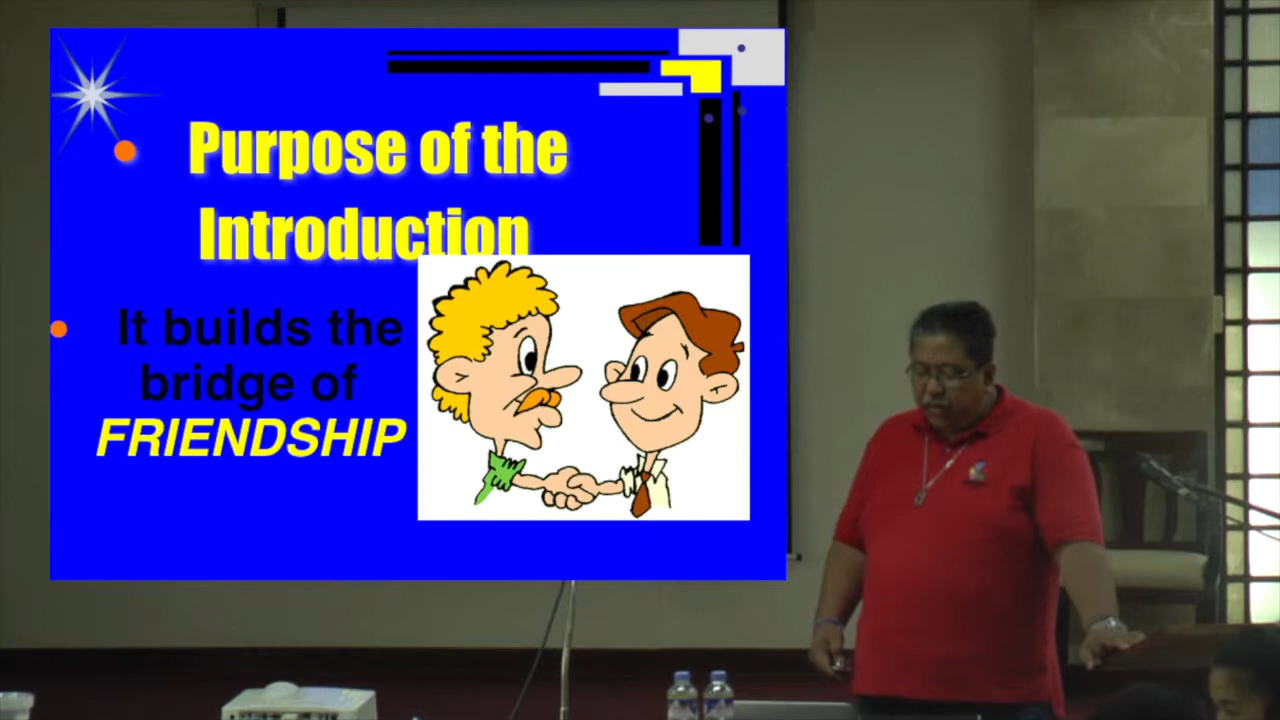 Purpose of the
Introduction
It builds the
bridge of
FRIENDSHIP